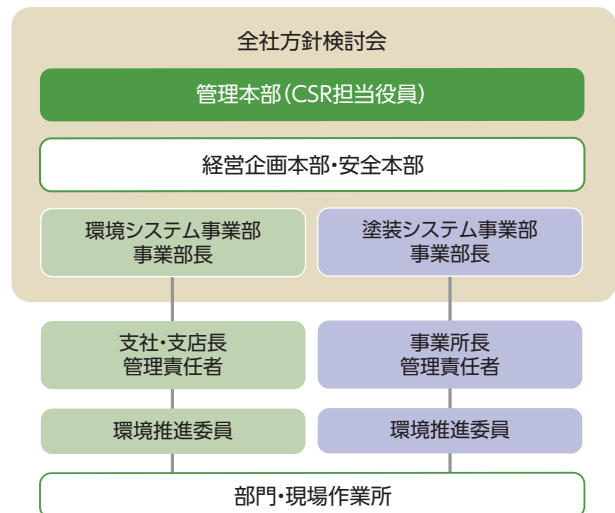 全社方針検討会
管理本部(CSR担当役員)
経営企画本部・安全本部
環境システム事業部
事業部長
塗装システム事業部
事業部長
支社・支店長
管理責任者
事業所長
管理責任者
環境推進委員
環境推進委員
部門・現場作業所